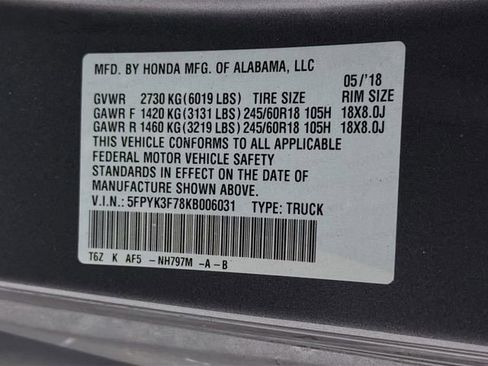 MFD. BY HONDA MFG. OF ALABAMA, LLC
05/'18
GVWR 2730 KG(6019 LBS) TIRE SIZE RIM SIZE
GAWR F 1420 KG(3131 LBS)245/60R18 105H 18X8.0J
GAWR R 1460 KG(3219 LBS)245/60R18 105H 18X8.0J
THIS VEHICLE CONFORMS TO ALL APPLICABLE
FEDERAL MOTOR VEHICLE SAFETY
STANDARDS IN EFFECT ON THE DATE OF
MANUFACTURE SHOWN ABOVE.
V.I.N.: 5FPYK3F78KB006031 TYPE: TRUCK
T6Z K AF5 -NH797M -A -B